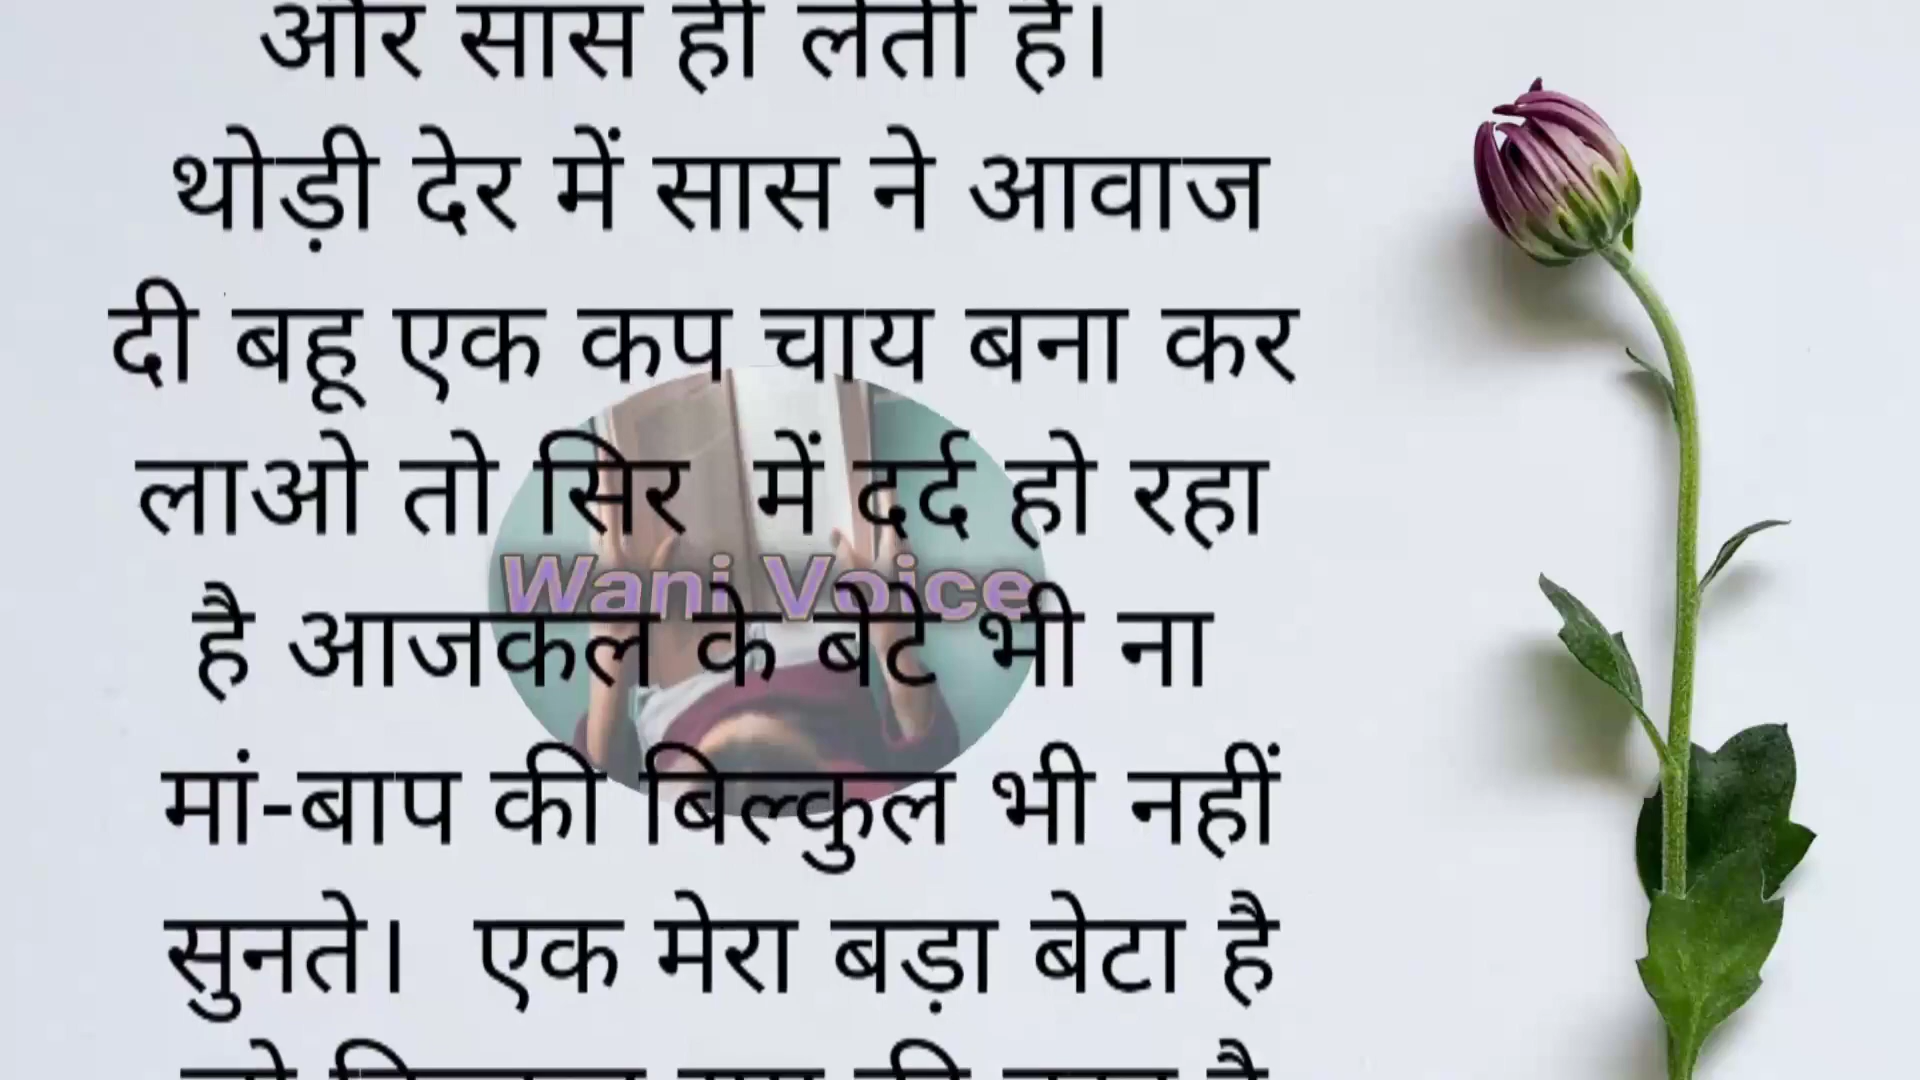 और सास ही लेती है।
थोड़ी देर में सास ने आवाज
दी बहू एक कप चाय बना कर
लाओ तो सिर में दर्द हो रहा
Wani Voice
है आजकल के बेटे भी ना
मां-बाप की बिल्कुल भी नहीं
सुनते। एक मेरा बड़ा बेटा है